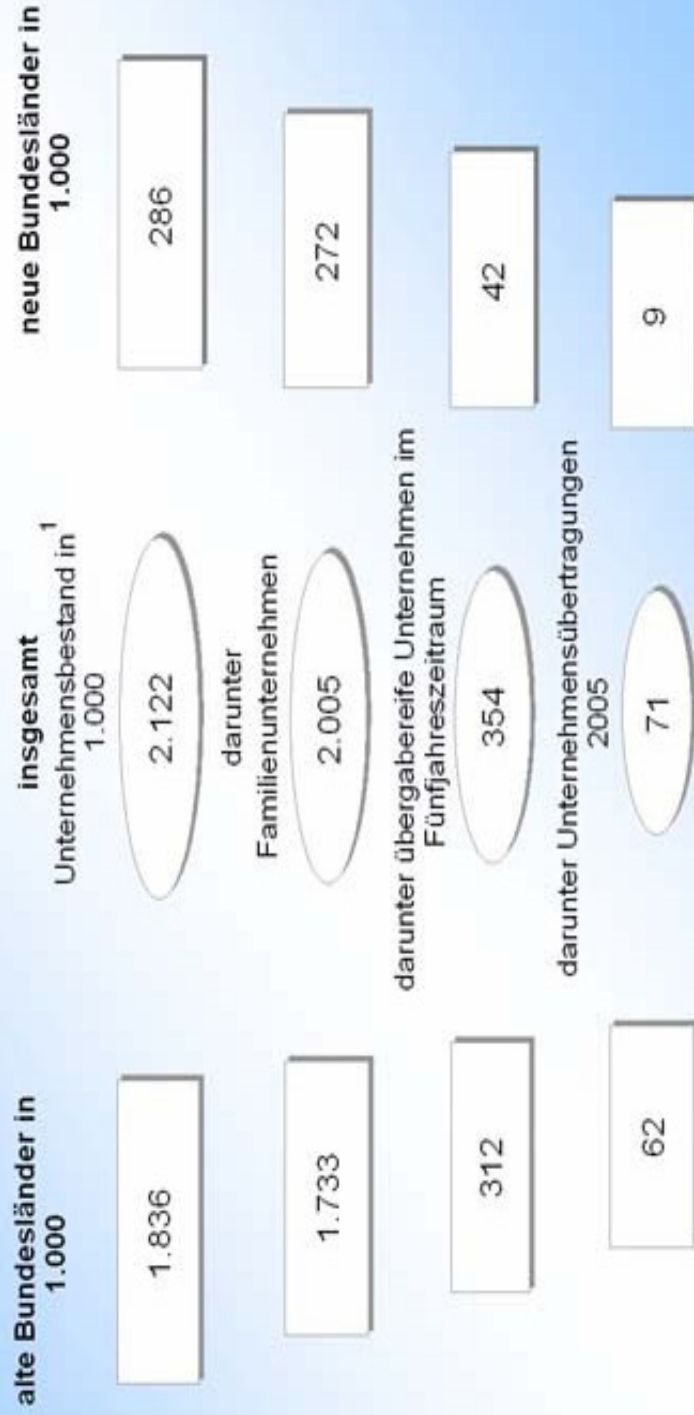 alte Bundesländer in
1.000
insgesamt
Unternehmensbestand in¹
1.000
neue Bundesländer in
1.000
1.836
2.122
286
darunter
Familienunternehmen
1.733
2.005
272
darunter übergabereife Unternehmen im
Fünfjahreszeitraum
312
354
42
darunter Unternehmensübertragungen
2005
62
71
9